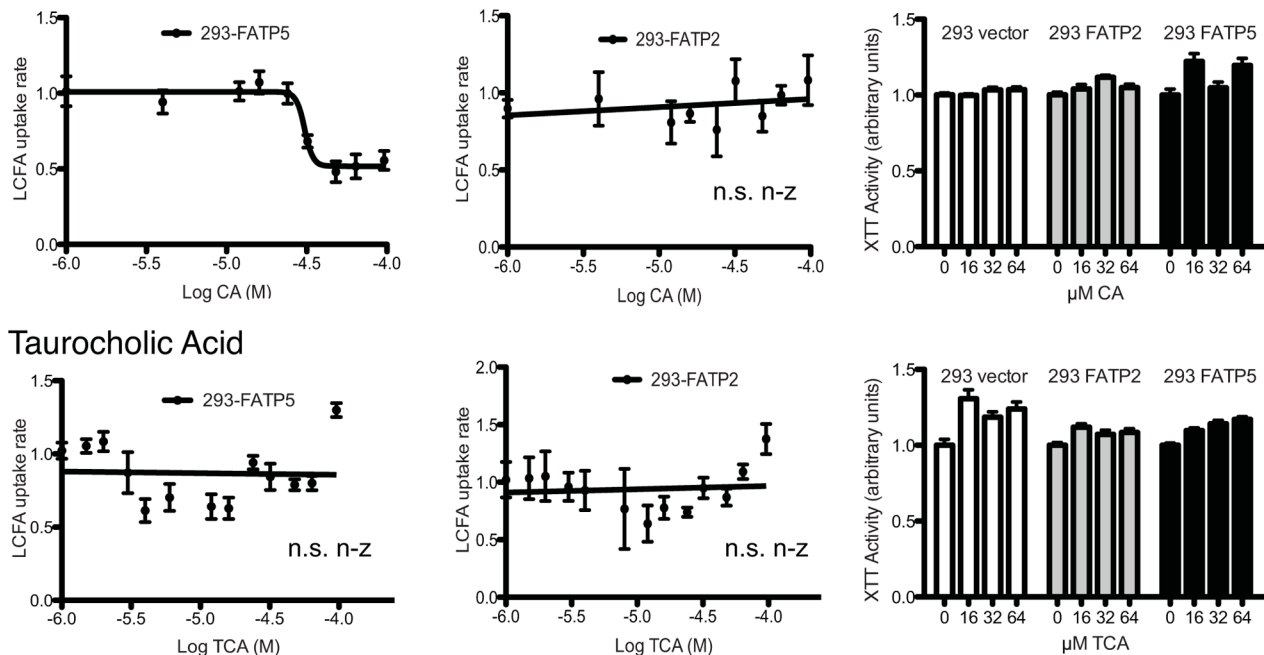 1.5
1.0
0.5
0.0
LCFA uptake rate
293-FATP5
-6.0 -5.5 -5.0 -4.5 -4.0
Log CA (M)
1.5
1.0
0.5
0.0
LCFA uptake rate
293-FATP2
n.s. n-z
-6.0 -5.5 -5.0 -4.5 -4.0
Log CA (M)
1.5
1.0
0.5
0.0
XTT Activity (arbitrary units)
293 vector 293 FATP2 293 FATP5
0 16 32 64 0 16 32 64 0 16 32 64
µM CA
Taurocholic Acid
1.5
1.0
0.5
0.0
LCFA uptake rate
293-FATP5
n.s. n-z
-6.0 -5.5 -5.0 -4.5 -4.0
Log TCA (M)
2.0
1.5
1.0
0.5
0.0
LCFA uptake rate
293-FATP2
n.s. n-z
-6.0 -5.5 -5.0 -4.5 -4.0
Log TCA (M)
1.5
1.0
0.5
0.0
XTT Activity (arbitrary units)
293 vector 293 FATP2 293 FATP5
0 16 32 64 0 16 32 64 0 16 32 64
µM TCA